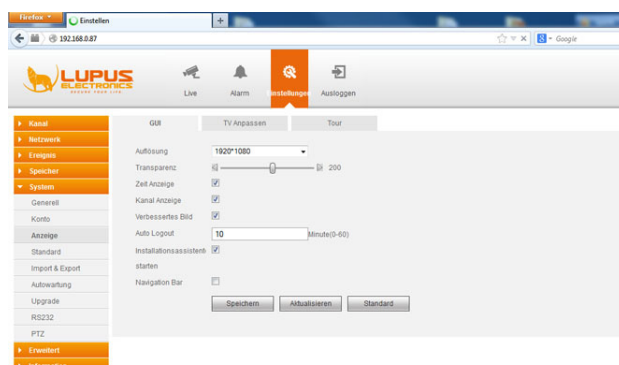 Firefox
Einstellen
192.168.0.87
Google
LUPUS
ELECTRONICS
Live
Alarm
Einstellungen
Ausloggen
Kanal
Netzwerk
Ereignis
Speicher
System
Generell
Konto
Anzeige
Standard
Import & Export
Autowartung
Upgrade
RS232
PTZ
Erweitert
Information
GUI
TV Anpassen
Tour
Auflösung
1920*1080
Transparenz
200
Zeit Anzeige
Kanal Anzeige
Verbessertes Bild
Auto Logout
10
Minute(0-60)
Installationsassistent
starten
Navigation Bar
Speichern
Aktualisieren
Standard